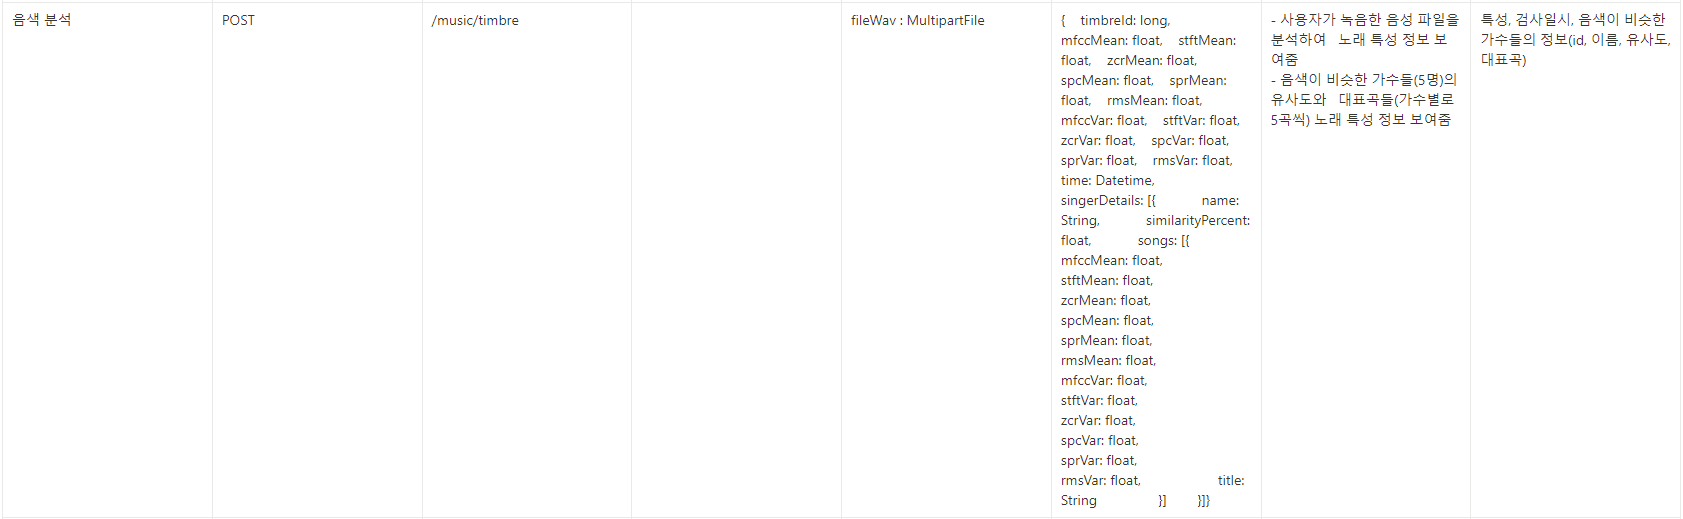 음색 분석
POST
/music/timbre
fileWav : MultipartFile
{ timbreId: long,
mfccMean: float, stftMean:
float, zcrMean: float,
spcMean: float, sprMean:
float, rmsMean: float,
mfccVar: float, stftVar: float,
zcrVar: float, spcVar: float,
sprVar: float, rmsVar: float,
time: Datetime,
singerDetails: [{ name:
String, similarityPercent:
float, songs: [{
mfccMean: float,
stftMean: float,
zcrMean: float,
spcMean: float,
sprMean: float,
rmsMean: float,
mfccVar: float,
stftVar: float,
zcrVar: float,
spcVar: float,
sprVar: float,
rmsVar: float, title:
String }] }]}
- 사용자가 녹음한 음성 파일을
분석하여 노래 특성 정보 보
여줌
- 음색이 비슷한 가수들(5명)의
유사도와 대표곡들(가수별로
5곡씩) 노래 특성 정보 보여줌
특성, 검사일시, 음색이 비슷한
가수들의 정보(id, 이름, 유사도,
대표곡)